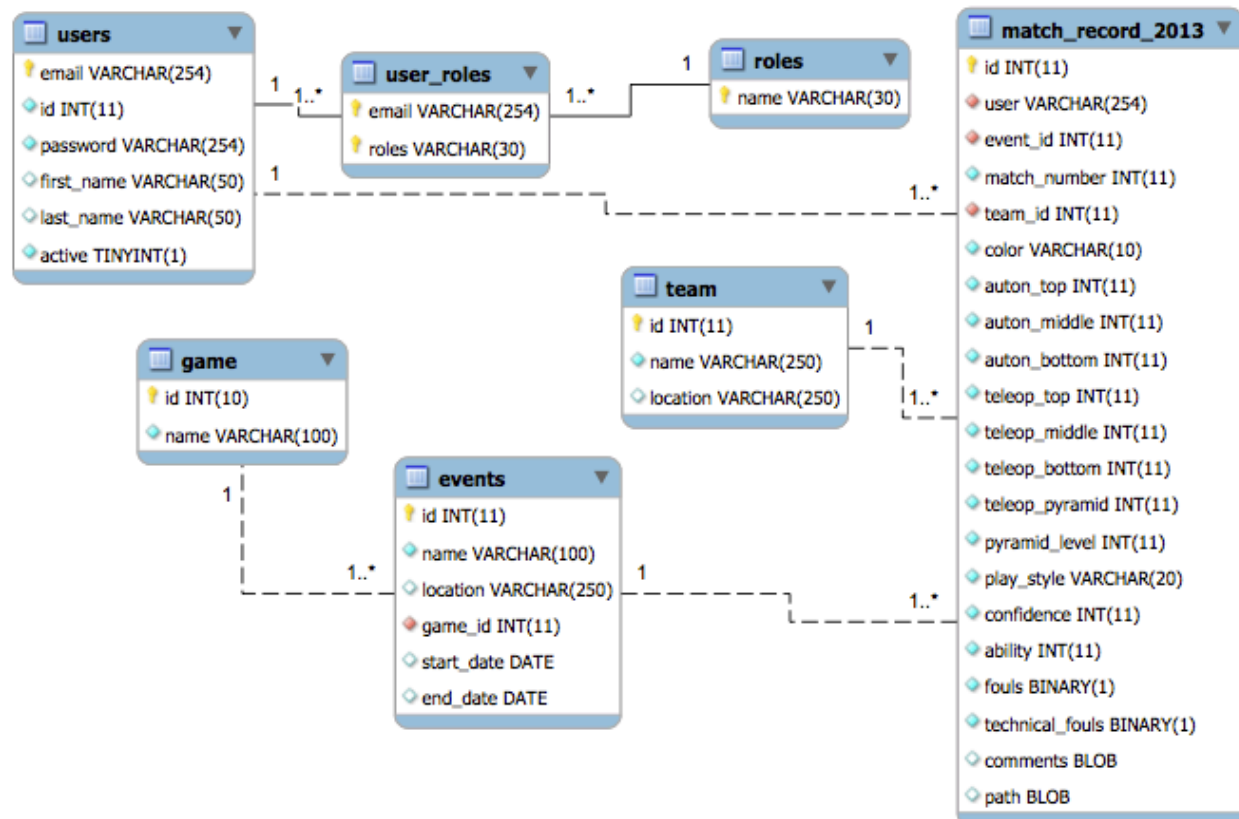 users
email VARCHAR(254)
id INT(11)
password VARCHAR(254)
first_name VARCHAR(50)
last_name VARCHAR(50)
active TINYINT(1)
1
1..*
user_roles
email VARCHAR(254)
roles VARCHAR(30)
1..*
1
roles
name VARCHAR(30)
1
1..*
match_record_2013
id INT(11)
user VARCHAR(254)
event_id INT(11)
match_number INT(11)
team_id INT(11)
color VARCHAR(10)
auton_top INT(11)
auton_middle INT(11)
auton_bottom INT(11)
teleop_top INT(11)
teleop_middle INT(11)
teleop_bottom INT(11)
teleop_pyramid INT(11)
pyramid_level INT(11)
play_style VARCHAR(20)
confidence INT(11)
ability INT(11)
fouls BINARY(1)
technical_fouls BINARY(1)
comments BLOB
path BLOB
team
id INT(11)
name VARCHAR(250)
location VARCHAR(250)
1
1..*
game
id INT(10)
name VARCHAR(100)
1
1..*
events
id INT(11)
name VARCHAR(100)
location VARCHAR(250)
game_id INT(11)
start_date DATE
end_date DATE
1
1..*